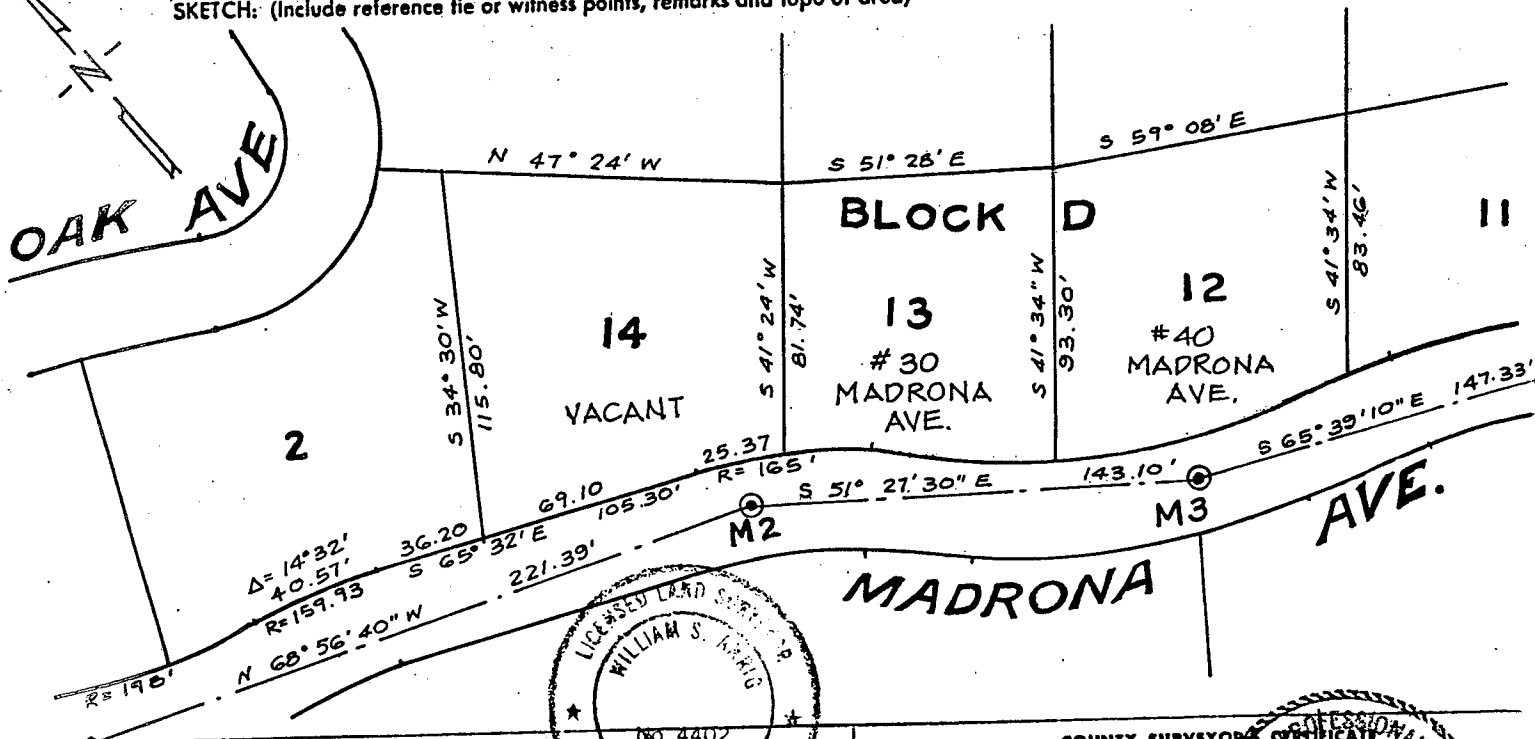 SKETCH: (Include reference tie or witness points, remarks and topo of area)
N
OAK AVE
N 47° 24' W
S 51° 28' E
S 59° 08' E
BLOCK D
S 34° 30' W
115.80'
14
VACANT
S 41° 24' W
81.74'
13
#30
MADRONA
AVE.
S 41° 34" W
93.30'
12
#40
MADRONA
AVE.
S 41° 34' W
83.46'
11
2
Δ= 14°32'
40.57'
R=159.93
36.20
S 65° 32' E
69.10
105.30'
25.37
R= 165'
M2
S 51° 27' 30" E
143.10'
M3
S 65° 39' 10" E
147.33'
R= 198'
N 68° 56' 40" W
221.39'
MADRONA AVE.
LICENSED LAND
WILLIAM S.
NO. 4402
COUNTY SURVEYOR'S CERTIFICATE
PROFESSIONAL